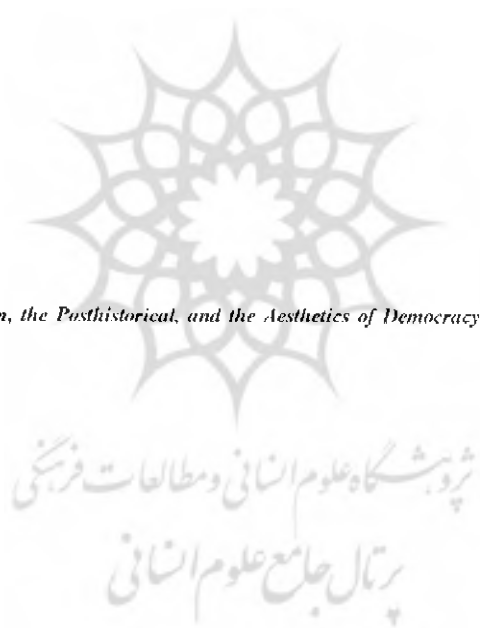 n, the Posthistorical, and the Aesthetics of Democracy
پژوهشگاه علوم انسانی و مطالعات فرهنگی
پرتال جامع علوم انسانی